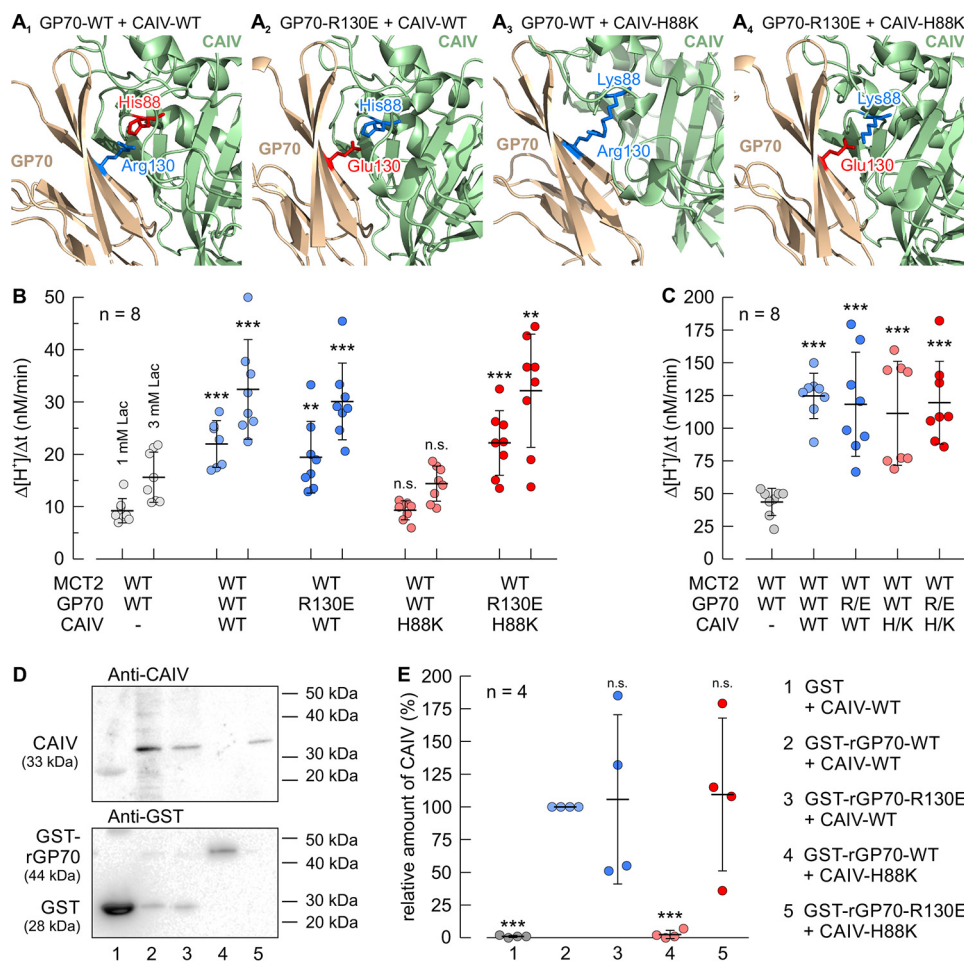 A1 GP70-WT + CAIV-WT
A2 GP70-R130E + CAIV-WT
A3 GP70-WT + CAIV-H88K
A4 GP70-R130E + CAIV-H88K
CAIV
His88
GP70
Arg130
CAIV
His88
GP70
Glu130
CAIV
Lys88
GP70
Arg130
CAIV
Lys88
GP70
Glu130
B
n = 8
Δ[H+]/Δt (nM/min)
50
40
30
20
10
0
1 mM Lac
3 mM Lac
***
***
**
***
n.s.
n.s.
***
**
MCT2 WT WT WT WT WT
GP70 WT WT R130E WT R130E
CAIV - WT WT H88K H88K
C
n = 8
Δ[H+]/Δt (nM/min)
200
175
150
125
100
75
50
25
0
***
***
***
***
MCT2 WT WT WT WT WT
GP70 WT WT R/E WT R/E
CAIV - WT WT H/K H/K
D
Anti-CAIV
CAIV
(33 kDa)
50 kDa
40 kDa
30 kDa
20 kDa
Anti-GST
GST-
rGP70
(44 kDa)
GST
(28 kDa)
50 kDa
40 kDa
30 kDa
20 kDa
1 2 3 4 5
E
n = 4
relative amount of CAIV (%)
200
175
150
125
100
75
50
25
0
***
n.s.
***
n.s.
1 2 3 4 5
1 GST
+ CAIV-WT
2 GST-rGP70-WT
+ CAIV-WT
3 GST-rGP70-R130E
+ CAIV-WT
4 GST-rGP70-WT
+ CAIV-H88K
5 GST-rGP70-R130E
+ CAIV-H88K